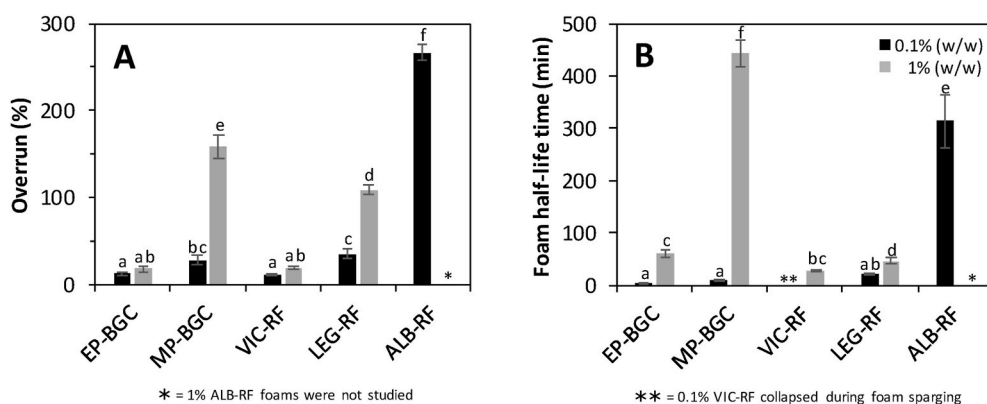 A
Overrun (%)
300
200
100
0
a
ab
bc
e
a
ab
c
d
f
*
EP-BGC
MP-BGC
VIC-RF
LEG-RF
ALB-RF
* = 1% ALB-RF foams were not studied
B
Foam half-life time (min)
500
400
300
200
100
0
0.1% (w/w)
1% (w/w)
a
c
a
f
**
bc
ab
d
e
*
EP-BGC
MP-BGC
VIC-RF
LEG-RF
ALB-RF
** = 0.1% VIC-RF collapsed during foam sparging